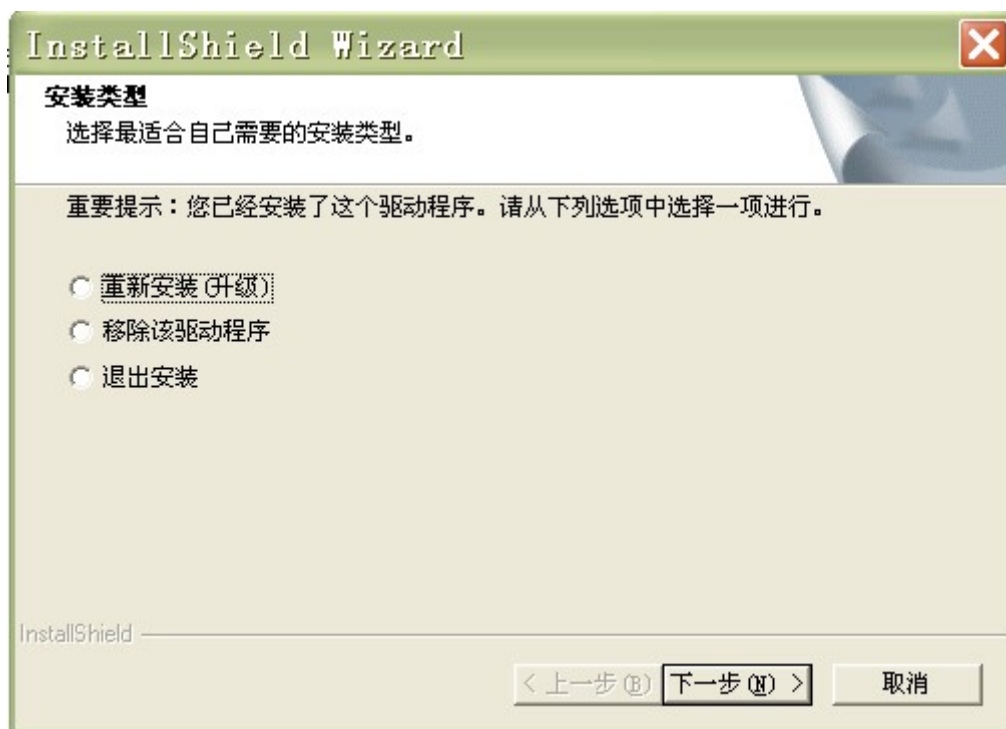 InstallShield Wizard
安装类型
选择最适合自己需要的安装类型。
重要提示：您已经安装了这个驱动程序。请从下列选项中选择一项进行。
重新安装(升级)
移除该驱动程序
退出安装
InstallShield
< 上一步(B) 下一步(N) > 取消